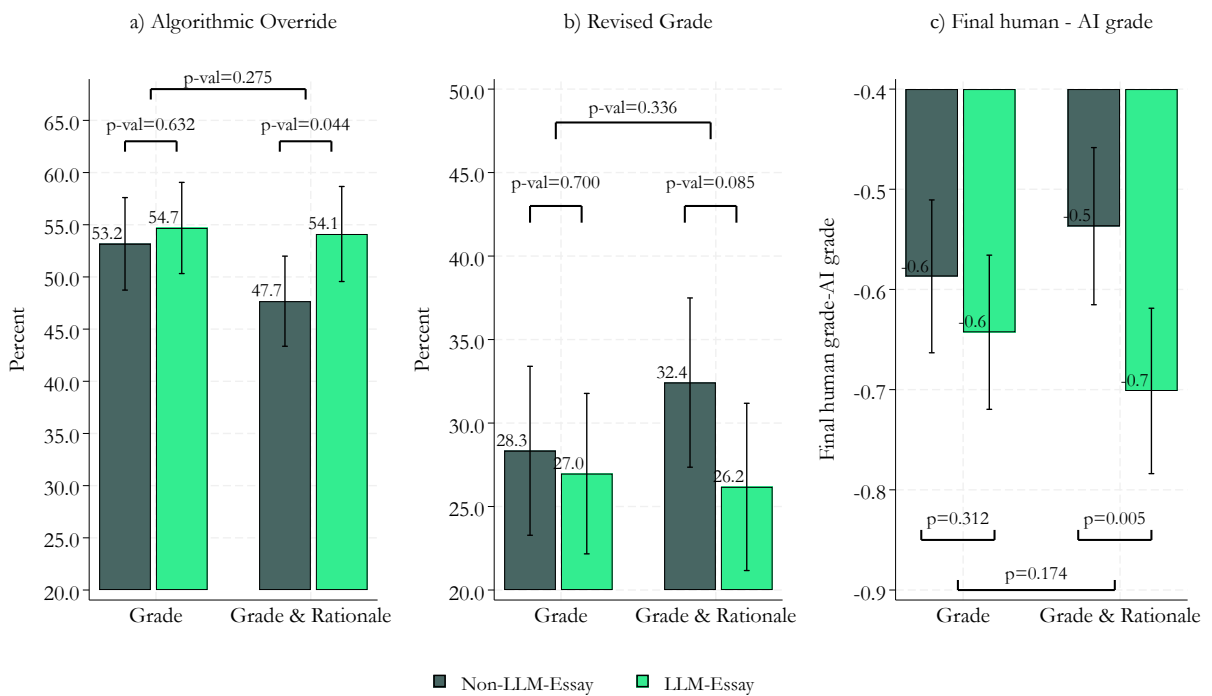 a) Algorithmic Override
p-val=0.275
p-val=0.632
p-val=0.044
65.0
60.0
55.0
50.0
45.0
40.0
35.0
30.0
25.0
20.0
Percent
53.2
54.7
47.7
54.1
Grade
Grade & Rationale
b) Revised Grade
p-val=0.336
p-val=0.700
p-val=0.085
50.0
45.0
40.0
35.0
30.0
25.0
20.0
Percent
28.3
27.0
32.4
26.2
Grade
Grade & Rationale
c) Final human - AI grade
-0.4
-0.5
-0.6
-0.7
-0.8
-0.9
Final human grade-AI grade
-0.6
-0.6
-0.5
-0.7
p=0.312
p=0.005
p=0.174
Grade
Grade & Rationale
Non-LLM-Essay
LLM-Essay